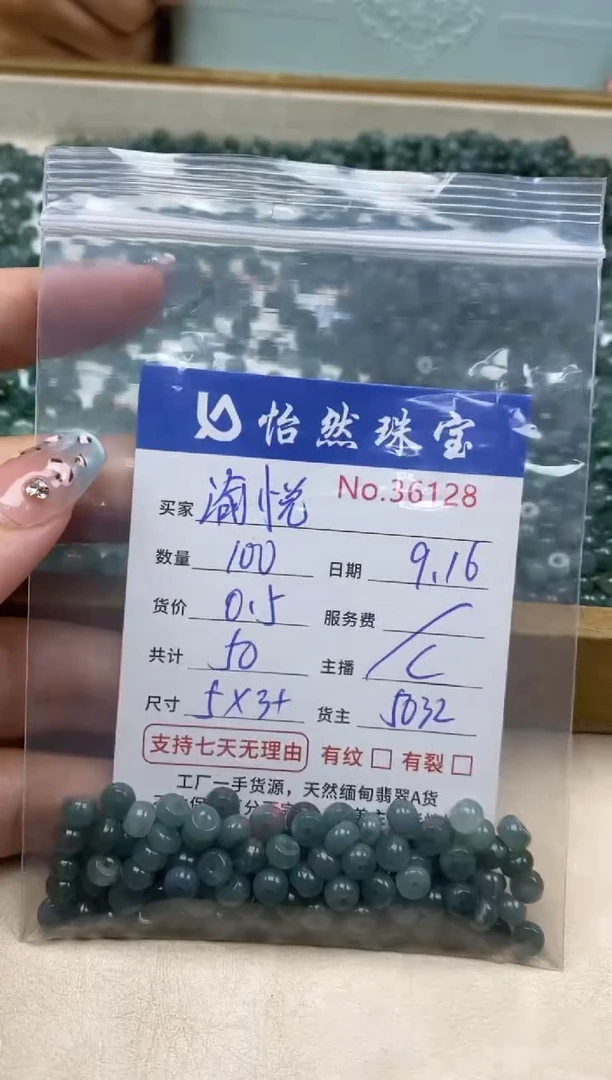 怡然珠宝
No.36128
买家 渝悦
数量 100 日期 9.16
货价 0.5 服务费 /
共计 50 主播 C
尺寸 5X3+ 货主 5032
支持七天无理由 有纹 □ 有裂 □
工厂一手货源，天然缅甸翡翠A货